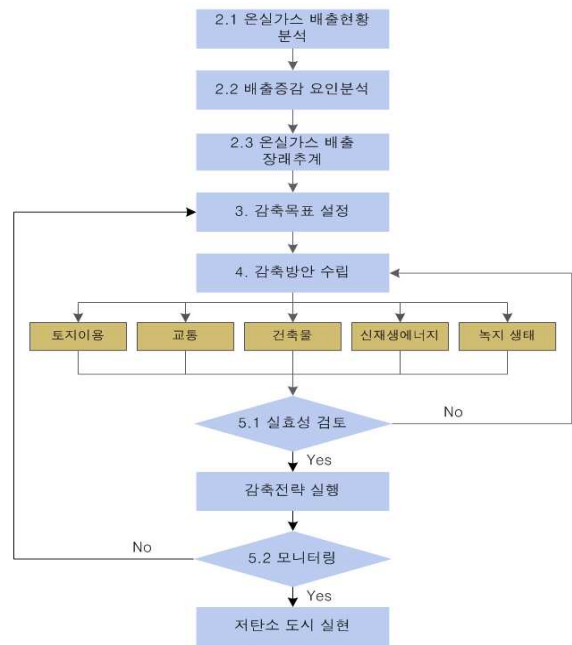 2.1 온실가스 배출현황
분석
2.2 배출증감 요인분석
2.3 온실가스 배출
장래추계
3. 감축목표 설정
4. 감축방안 수립
토지이용
교통
건축물
신재생에너지
녹지 생태
5.1 실효성 검토
No
Yes
감축전략 실행
No
5.2 모니터링
Yes
저탄소 도시 실현